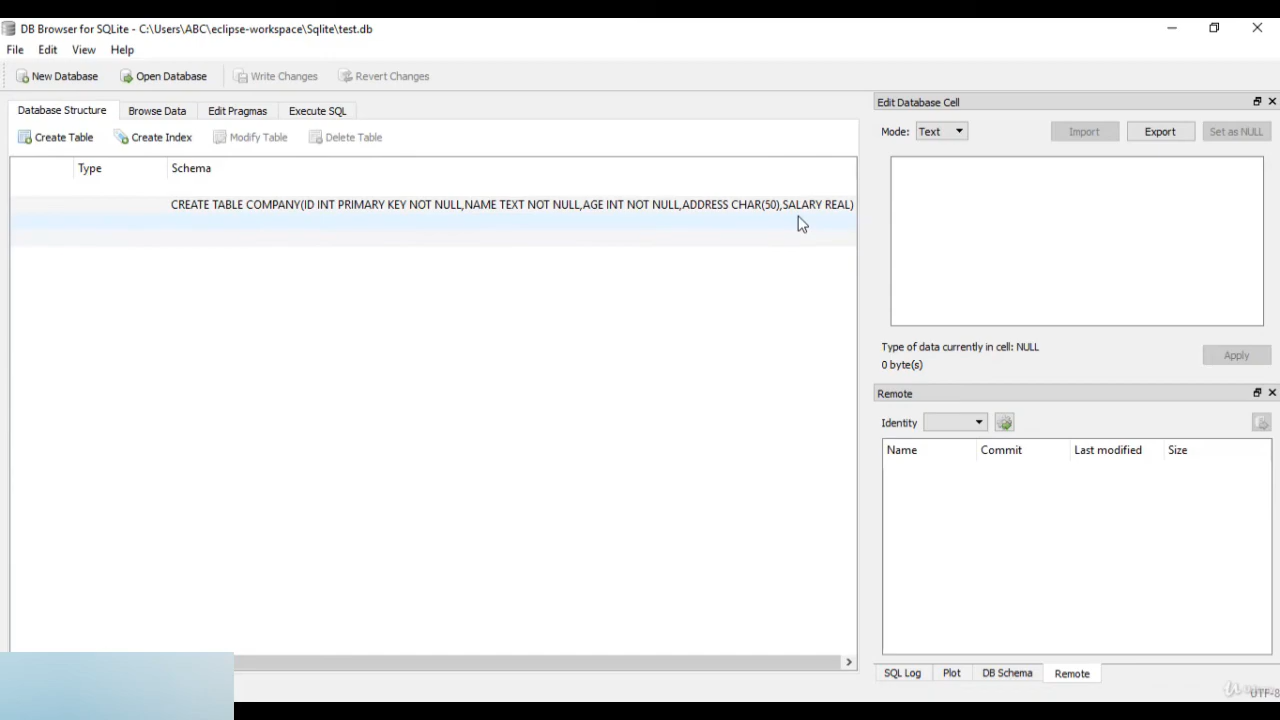 DB Browser for SQLite - C:\Users\ABC\eclipse-workspace\Sqlite\test.db
File Edit View Help
New Database Open Database Write Changes Revert Changes
Database Structure Browse Data Edit Pragmas Execute SQL
Create Table Create Index Modify Table Delete Table
Type Schema
CREATE TABLE COMPANY(ID INT PRIMARY KEY NOT NULL,NAME TEXT NOT NULL,AGE INT NOT NULL,ADDRESS CHAR(50),SALARY REAL)
Edit Database Cell
Mode: Text Import Export Set as NULL
Type of data currently in cell: NULL
0 byte(s)
Apply
Remote
Identity
Name Commit Last modified Size
SQL Log Plot DB Schema Remote
UTF-8